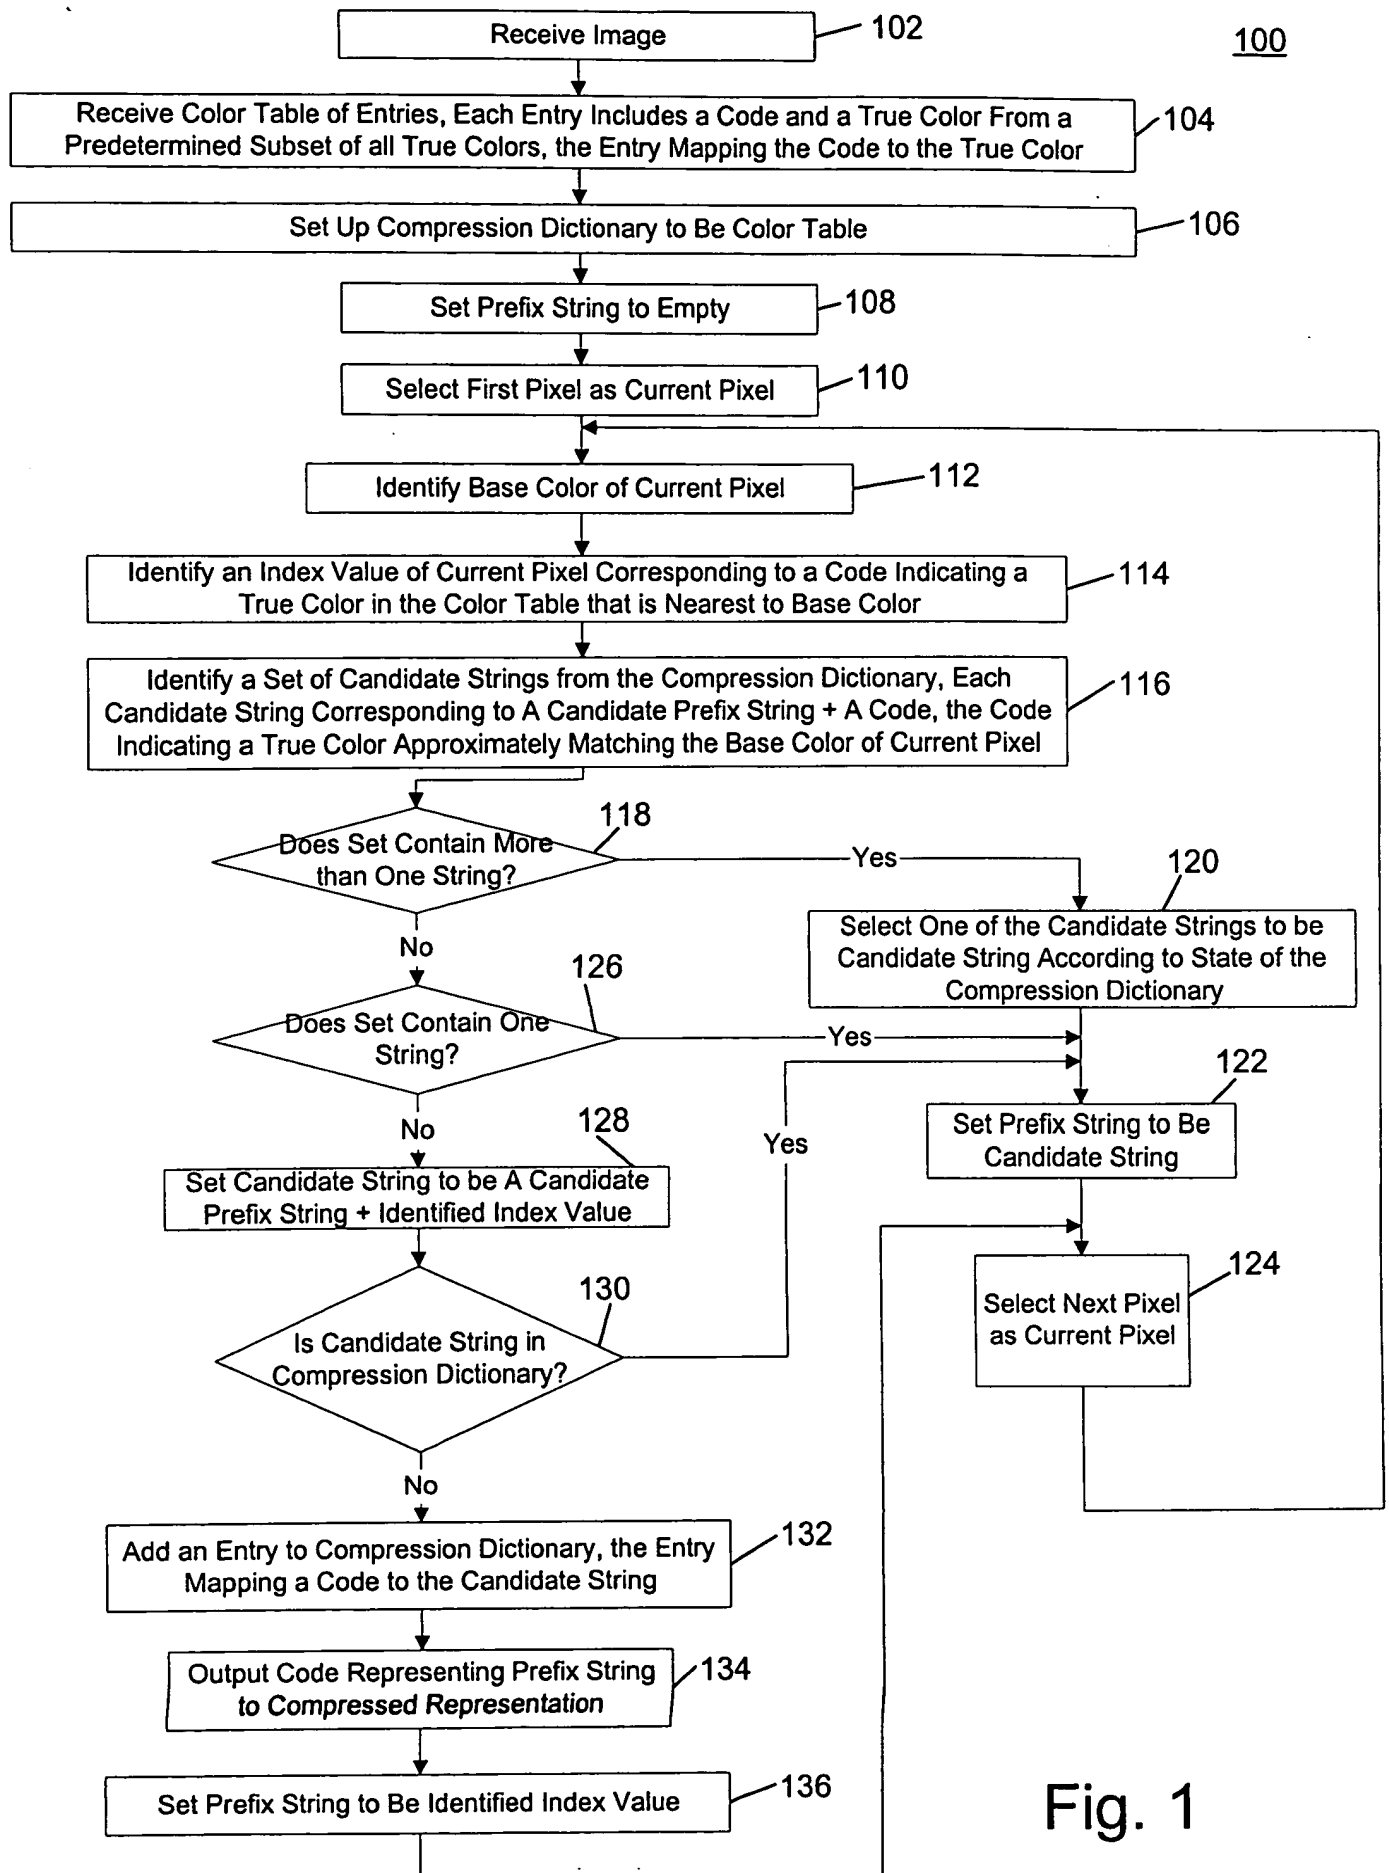 Receive Image
102
100
Receive Color Table of Entries, Each Entry Includes a Code and a True Color From a
Predetermined Subset of all True Colors, the Entry Mapping the Code to the True Color
104
Set Up Compression Dictionary to Be Color Table
106
Set Prefix String to Empty
108
Select First Pixel as Current Pixel
110
Identify Base Color of Current Pixel
112
Identify an Index Value of Current Pixel Corresponding to a Code Indicating a
True Color in the Color Table that is Nearest to Base Color
114
Identify a Set of Candidate Strings from the Compression Dictionary, Each
Candidate String Corresponding to A Candidate Prefix String + A Code, the Code
Indicating a True Color Approximately Matching the Base Color of Current Pixel
116
Does Set Contain More
than One String?
118
Yes
120
Select One of the Candidate Strings to be
Candidate String According to State of the
Compression Dictionary
No
Does Set Contain One
String?
126
Yes
122
Set Prefix String to Be
Candidate String
No
128
Set Candidate String to be A Candidate
Prefix String + Identified Index Value
Yes
124
Select Next Pixel
as Current Pixel
130
Is Candidate String in
Compression Dictionary?
No
Add an Entry to Compression Dictionary, the Entry
Mapping a Code to the Candidate String
132
Output Code Representing Prefix String
to Compressed Representation
134
Set Prefix String to Be Identified Index Value
136
Fig. 1